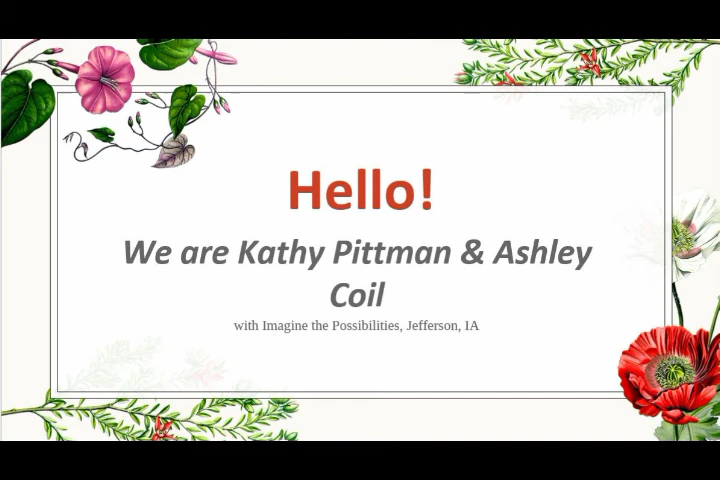 Hello!
We are Kathy Pittman & Ashley
Coil
with Imagine the Possibilities, Jefferson, IA